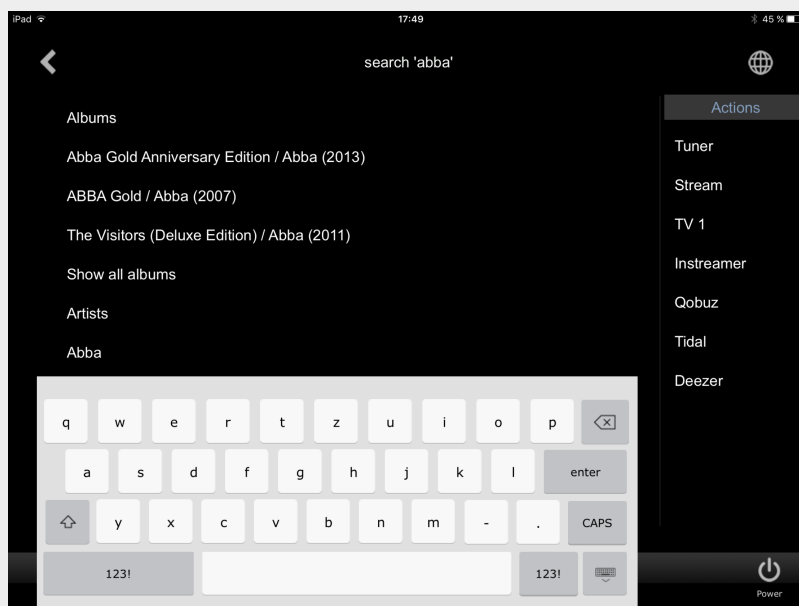 iPad 17:49 45 %
search 'abba'
Albums
Abba Gold Anniversary Edition / Abba (2013)
ABBA Gold / Abba (2007)
The Visitors (Deluxe Edition) / Abba (2011)
Show all albums
Artists
Abba
Actions
Tuner
Stream
TV 1
Instreamer
Qobuz
Tidal
Deezer
q w e r t z u i o p
a s d f g h j k l enter
y x c v b n m - . CAPS
123! 123!
Power